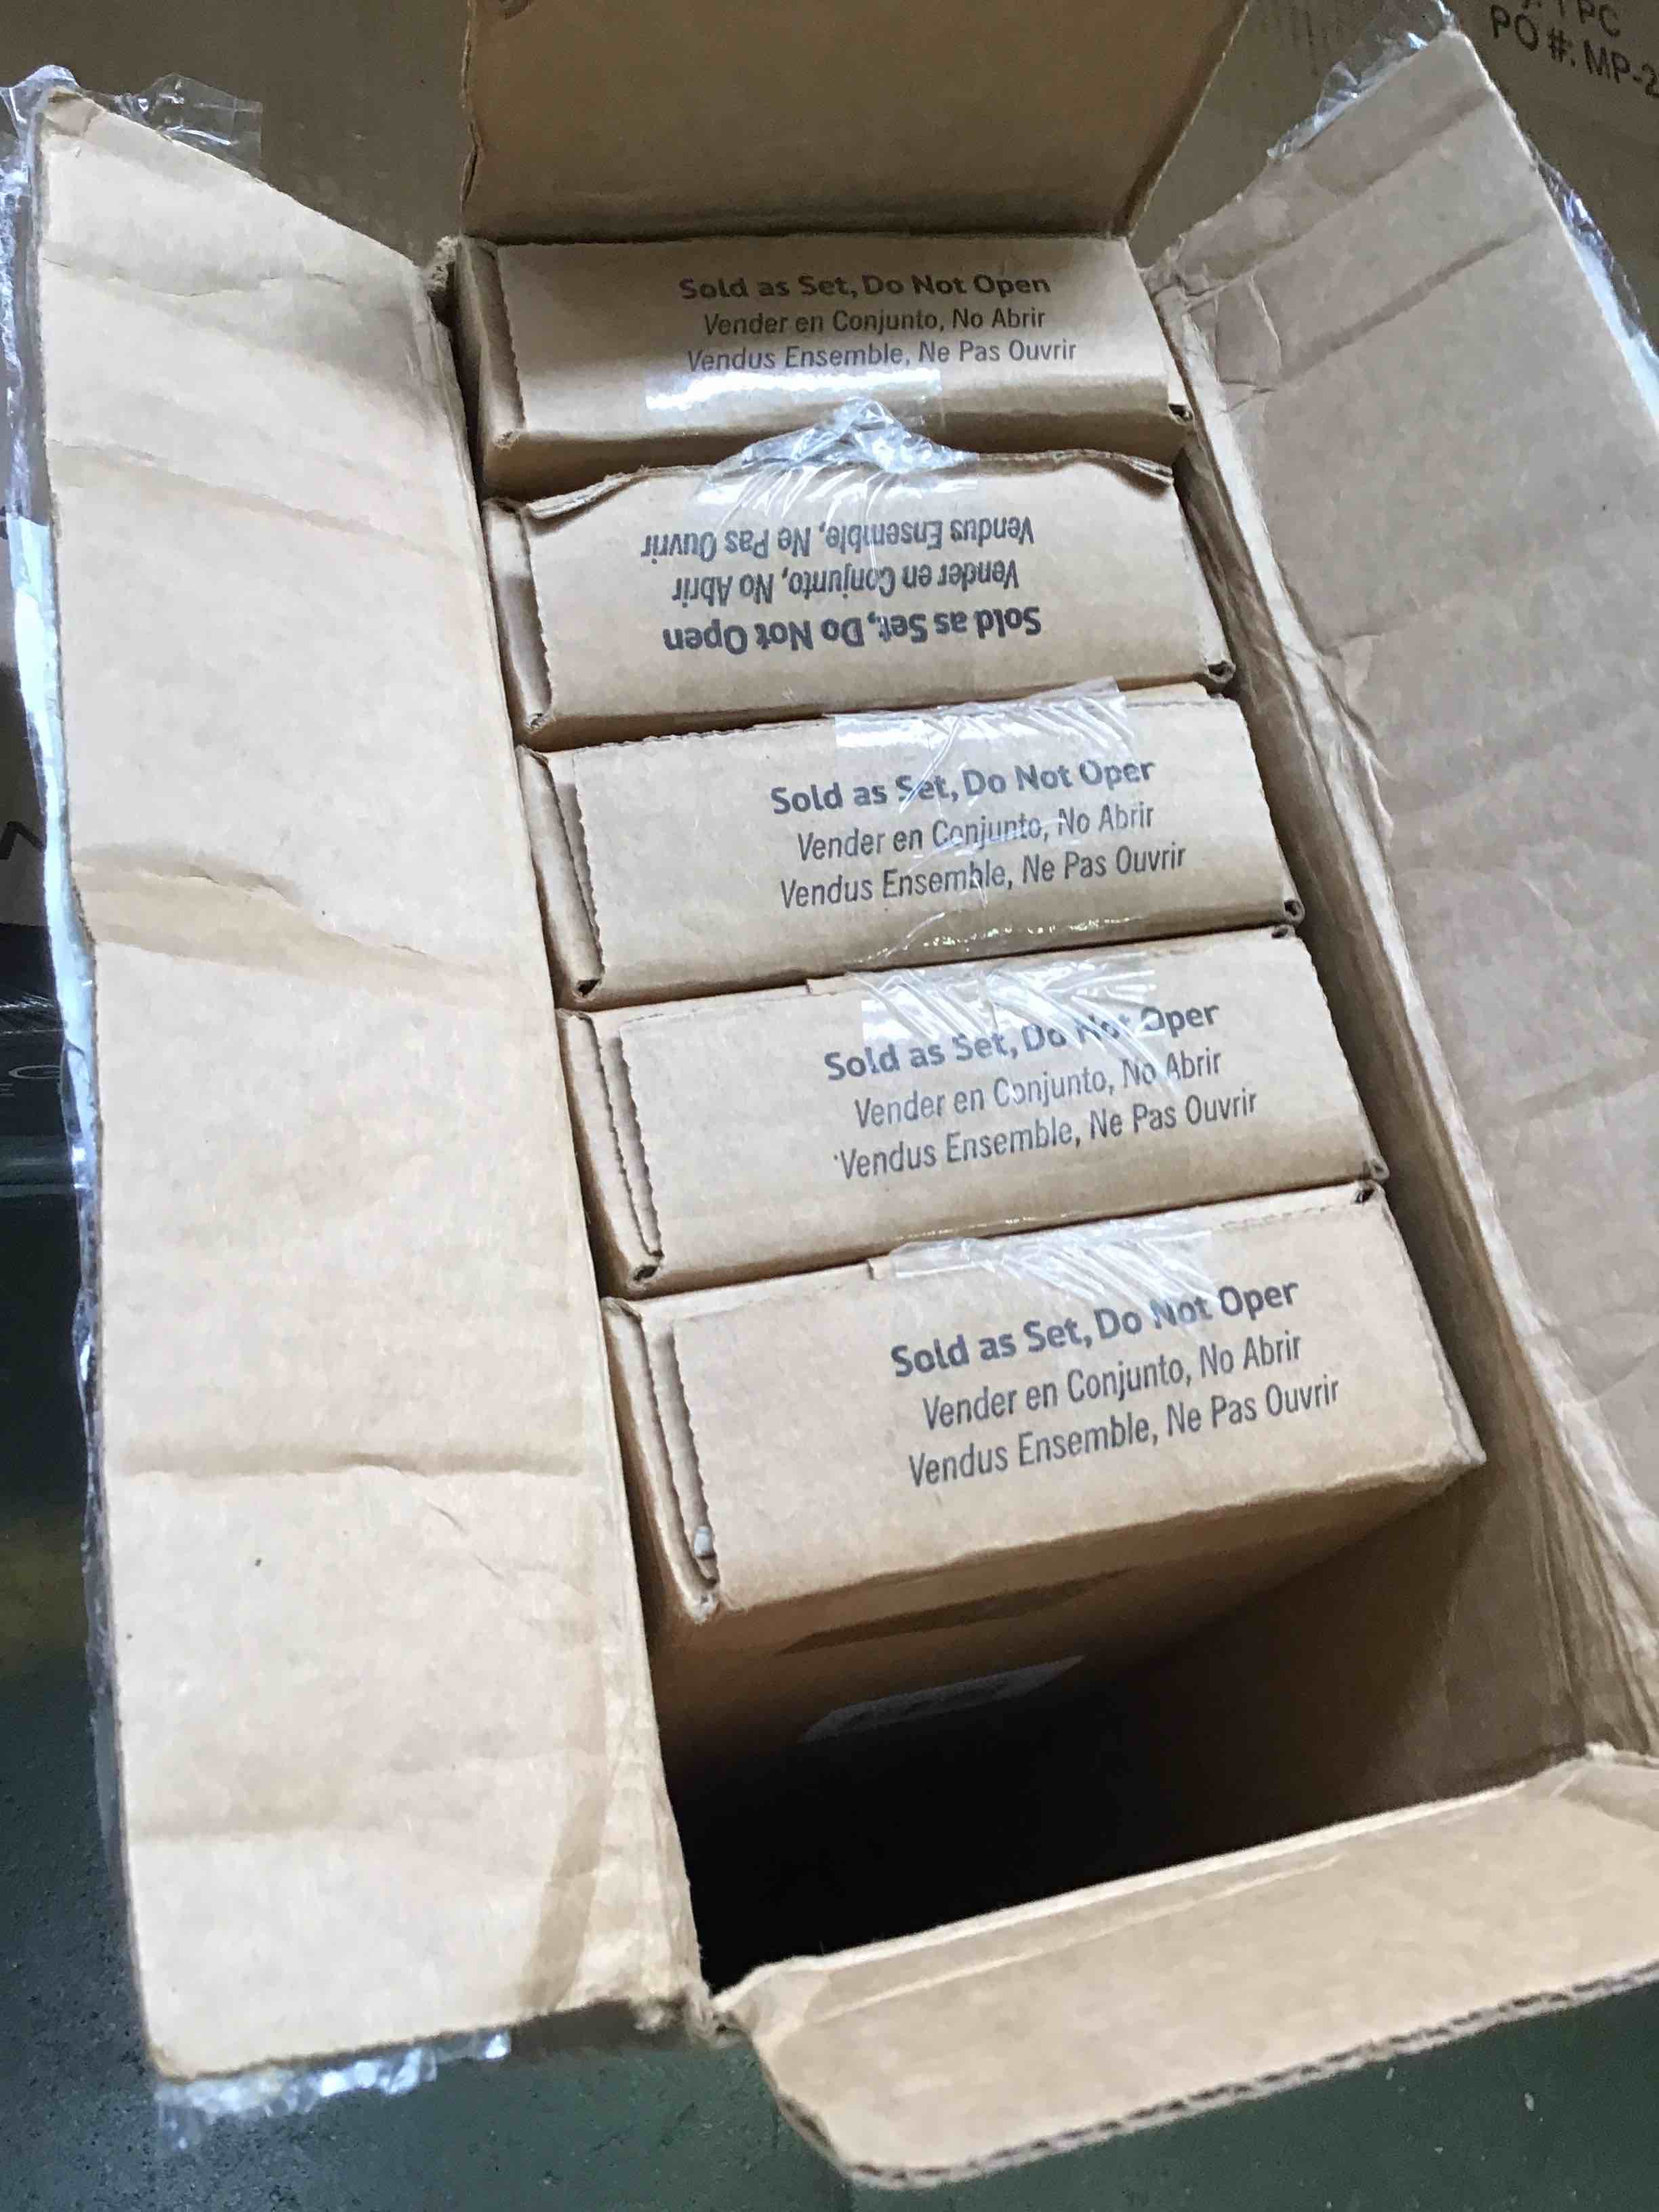 PC
PO #: MP-2
Sold as Set, Do Not Open
Vender en Conjunto, No Abrir
Vendus Ensemble, Ne Pas Ouvrir
Sold as Set, Do Not Open
Vender en Conjunto, No Abrir
Vendus Ensemble, Ne Pas Ouvrir
Sold as Set, Do Not Oper
Vender en Conjunto, No Abrir
Vendus Ensemble, Ne Pas Ouvrir
Sold as Set, Do Not Oper
Vender en Conjunto, No Abrir
Vendus Ensemble, Ne Pas Ouvrir
Sold as Set, Do Not Oper
Vender en Conjunto, No Abrir
Vendus Ensemble, Ne Pas Ouvrir